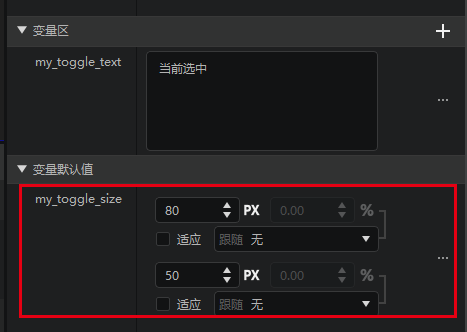 变量区
my_toggle_text
当前选中
变量默认值
my_toggle_size
80 PX 0.00 %
适应 跟随 无
50 PX 0.00 %
适应 跟随 无